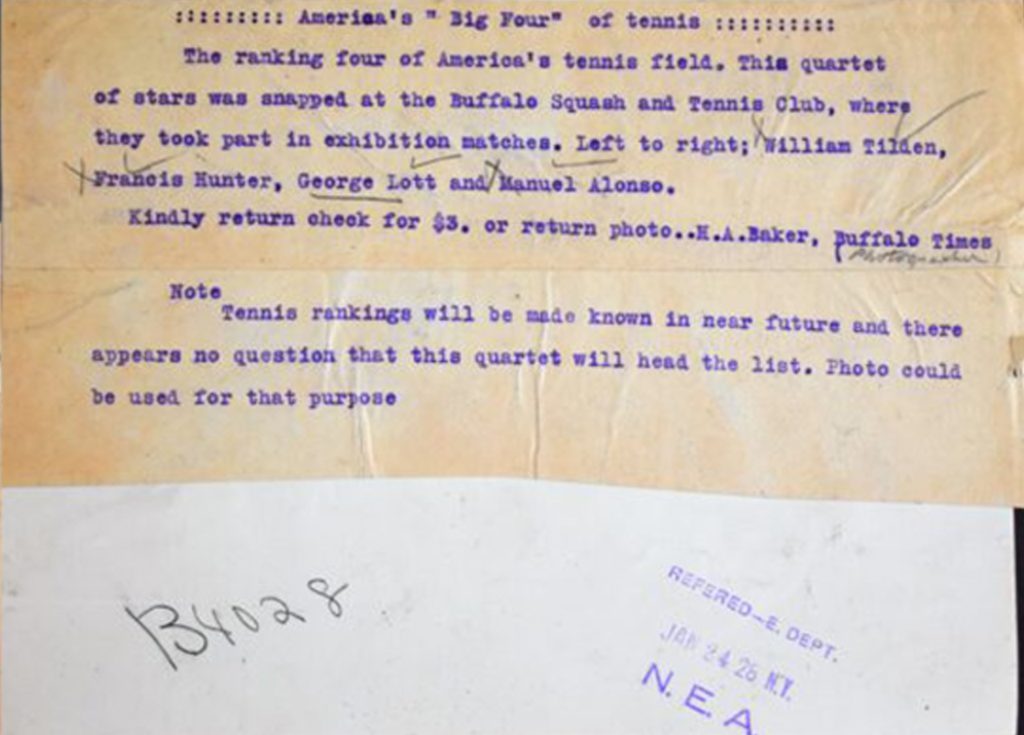 ::::::::: America's " Big Four" of tennis ::::::::::
The ranking four of America's tennis field. This quartet
of stars was snapped at the Buffalo Squash and Tennis Club, where
they took part in exhibition matches. Left to right; William Tilden,
Francis Hunter, George Lott and Manuel Alonso.
Kindly return check for $3. or return photo..H.A.Baker, Buffalo Times
Photographer
Note
Tennis rankings will be made known in near future and there
appears no question that this quartet will head the list. Photo could
be used for that purpose
B4028
REFERED-E. DEPT.
JAN 24 26 N.Y.
N.E.A.